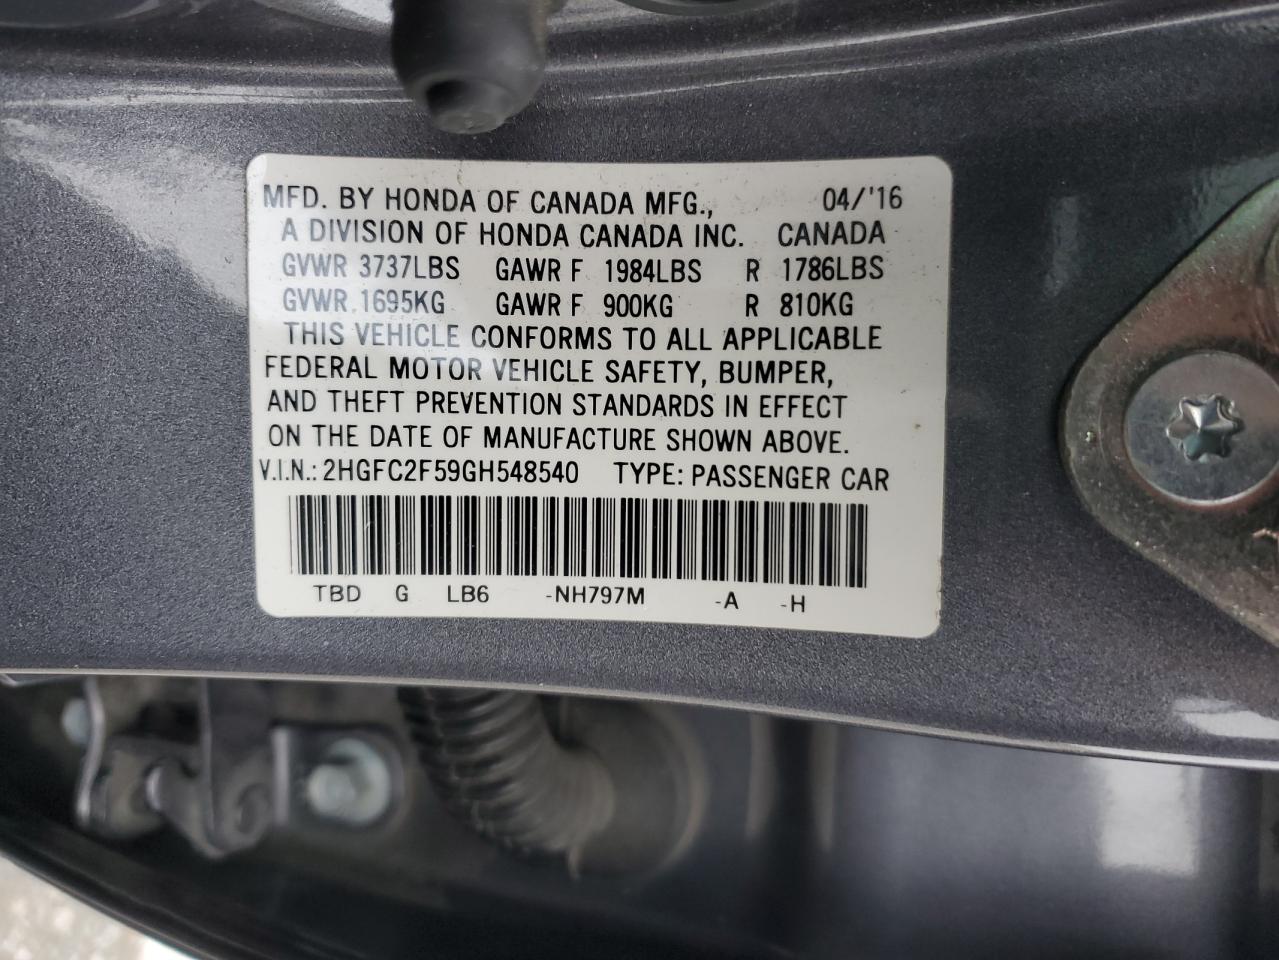 MFD. BY HONDA OF CANADA MFG., 04/'16
A DIVISION OF HONDA CANADA INC. CANADA
GVWR 3737LBS GAWR F 1984LBS R 1786LBS
GVWR 1695KG GAWR F 900KG R 810KG
THIS VEHICLE CONFORMS TO ALL APPLICABLE
FEDERAL MOTOR VEHICLE SAFETY, BUMPER,
AND THEFT PREVENTION STANDARDS IN EFFECT
ON THE DATE OF MANUFACTURE SHOWN ABOVE.
V.I.N.: 2HGFC2F59GH548540 TYPE: PASSENGER CAR
TBD G LB6 -NH797M -A -H